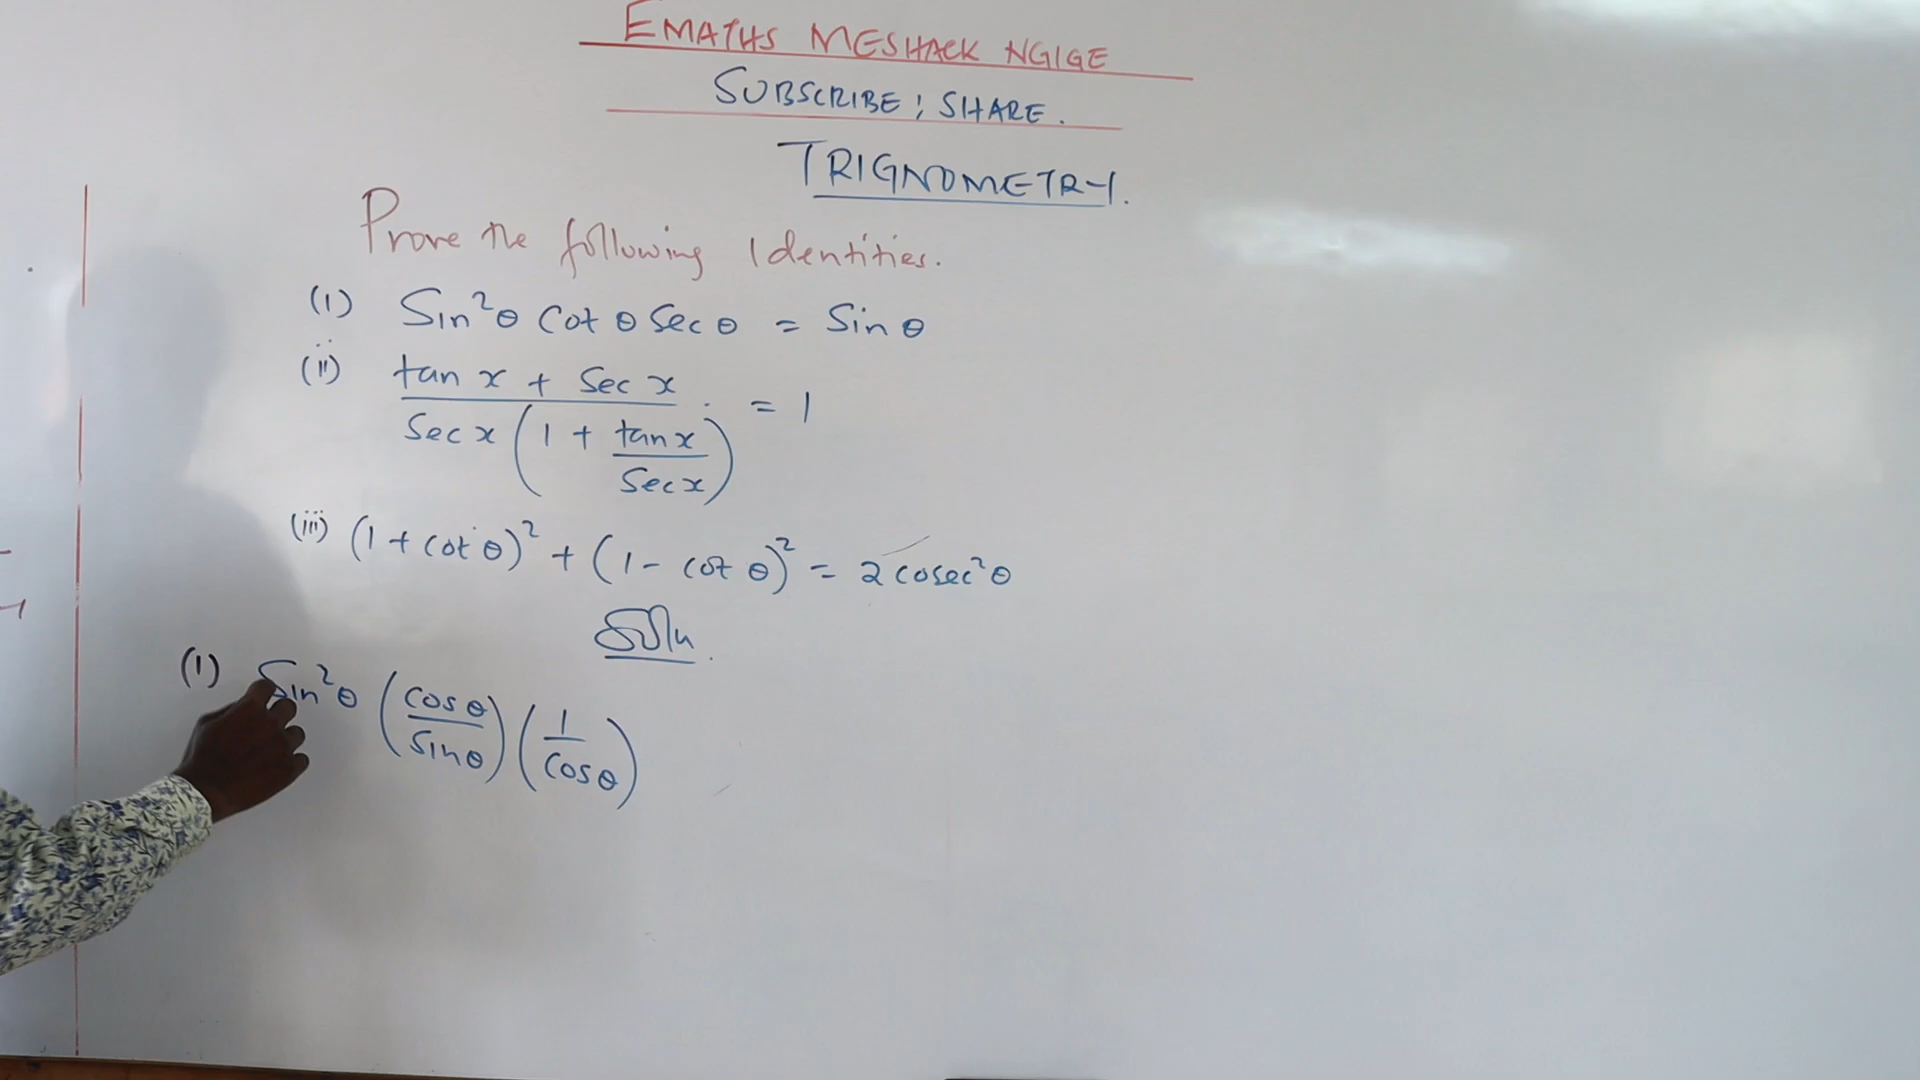 EMATHS MESHACK NGIGE
SUBSCRIBE; SHARE.
TRIGNOMETRY.
Prove the following Identities.
(i) Sin²θ Cot θ Sec θ = Sin θ
(ii) (tan x + Sec x) / (Sec x (1 + tan x / Sec x)) = 1
(iii) (1 + cot θ)² + (1 - cot θ)² = 2 cosec²θ
Soln.
(i) Sin²θ (cos θ / sin θ) (1 / cos θ)